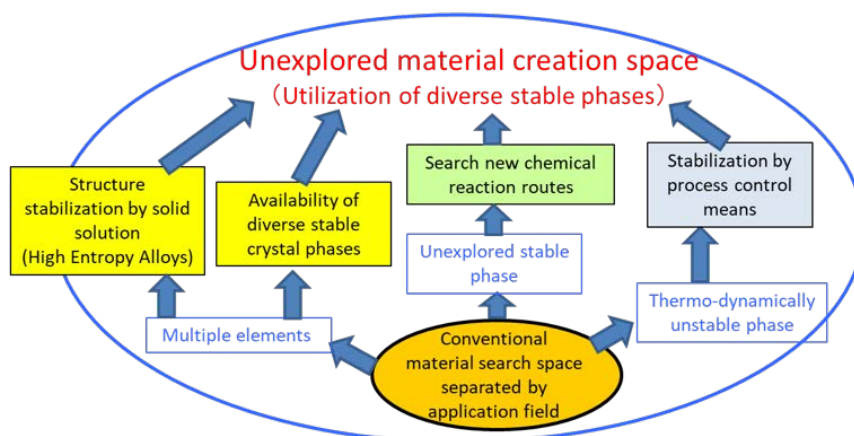 Unexplored material creation space
（Utilization of diverse stable phases）
Structure
stabilization by solid
solution
(High Entropy Alloys)
Availability of
diverse stable
crystal phases
Search new chemical
reaction routes
Stabilization by
process control
means
Unexplored stable
phase
Multiple elements
Thermo-dynamically
unstable phase
Conventional
material search space
separated by
application field